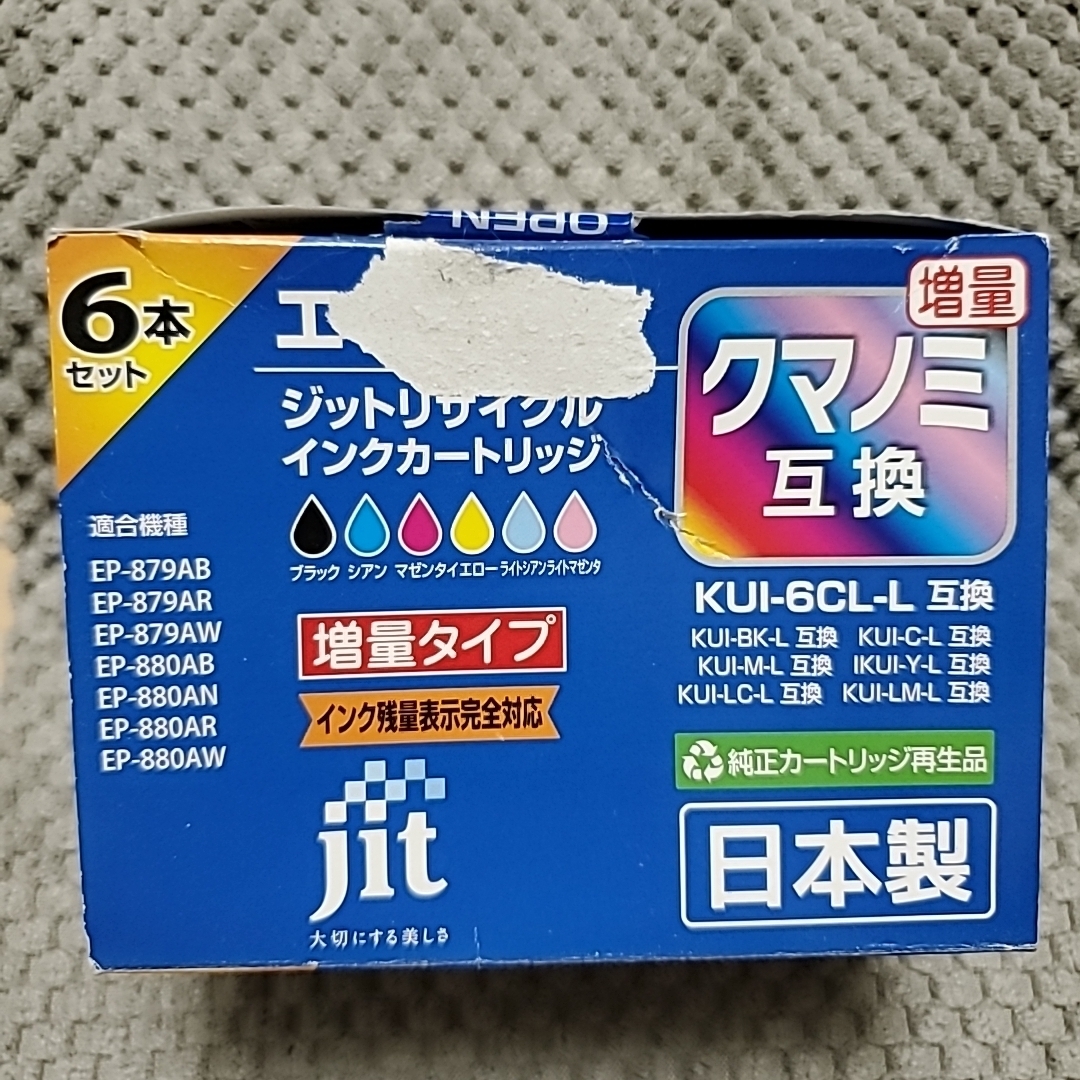 OPEN
6本
セット
エ
ジットリサイクル
インクカートリッジ
ブラック シアン マゼンタ イエロー ライトシアン ライトマゼンタ
増量タイプ
インク残量表示完全対応
jit
大切にする美しさ
適合機種
EP-879AB
EP-879AR
EP-879AW
EP-880AB
EP-880AN
EP-880AR
EP-880AW
増量
クマノミ
互換
KUI-6CL-L 互換
KUI-BK-L 互換 KUI-C-L 互換
KUI-M-L 互換 IKUI-Y-L 互換
KUI-LC-L 互換 KUI-LM-L 互換
純正カートリッジ再生品
日本製